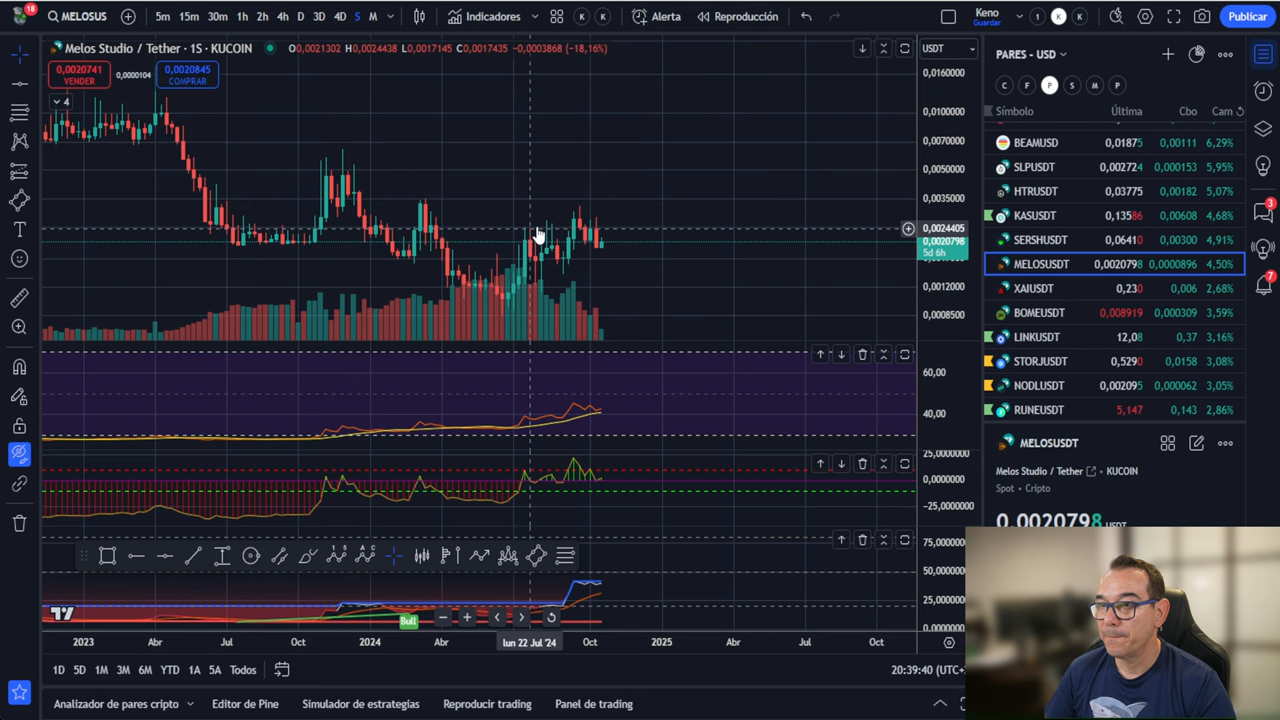 18
MELOSUS
5m 15m 30m 1h 2h 4h D 3D 4D S M
Indicadores
K K
Alerta
Reproducción
Keno
Guardar
1 K K
Publicar
Melos Studio / Tether · 1S · KUCOIN
O0,0021302 H0,0024438 L0,0017145 C0,0017435 −0,0003868 (−18,16%)
0,0020741
VENDER
0,0000104
0,0020845
COMPRAR
4
USDT
0,0160000
0,0100000
0,0070000
0,0050000
0,0035000
0,0024405
0,0020798
5d 6h
0,0012000
0,0008500
60,00
40,00
25,0000000
0,0000000
−25,0000000
75,0000000
50,0000000
25,0000000
0,0000000
Bull
2023 Abr Jul Oct 2024 Abr lun 22 Jul '24 Oct 2025 Abr Jul Oct
1D 5D 1M 3M 6M YTD 1A 5A Todos
20:39:40 (UTC+
Analizador de pares cripto
Editor de Pine
Simulador de estrategias
Reproducir trading
Panel de trading
PARES - USD
C F P S M P
Símbolo Última Cbo Cam
BEAMUSD 0,01875 0,00111 6,29%
SLPUSDT 0,002724 0,000153 5,95%
HTRUSDT 0,03775 0,00182 5,07%
KASUSDT 0,13586 0,00608 4,68%
SERSHUSDT 0,06410 0,00300 4,91%
MELOSUSDT 0,0020798 0,0000896 4,50%
XAIUSDT 0,230 0,006 2,68%
BOMEUSDT 0,008919 0,000309 3,59%
LINKUSDT 12,08 0,37 3,16%
STORJUSDT 0,5290 0,0158 3,08%
NODLUSDT 0,002095 0,000062 3,05%
RUNEUSDT 5,147 0,143 2,86%
MELOSUSDT
Melos Studio / Tether · KUCOIN
Spot · Cripto
0,0020798 USDT
3
7